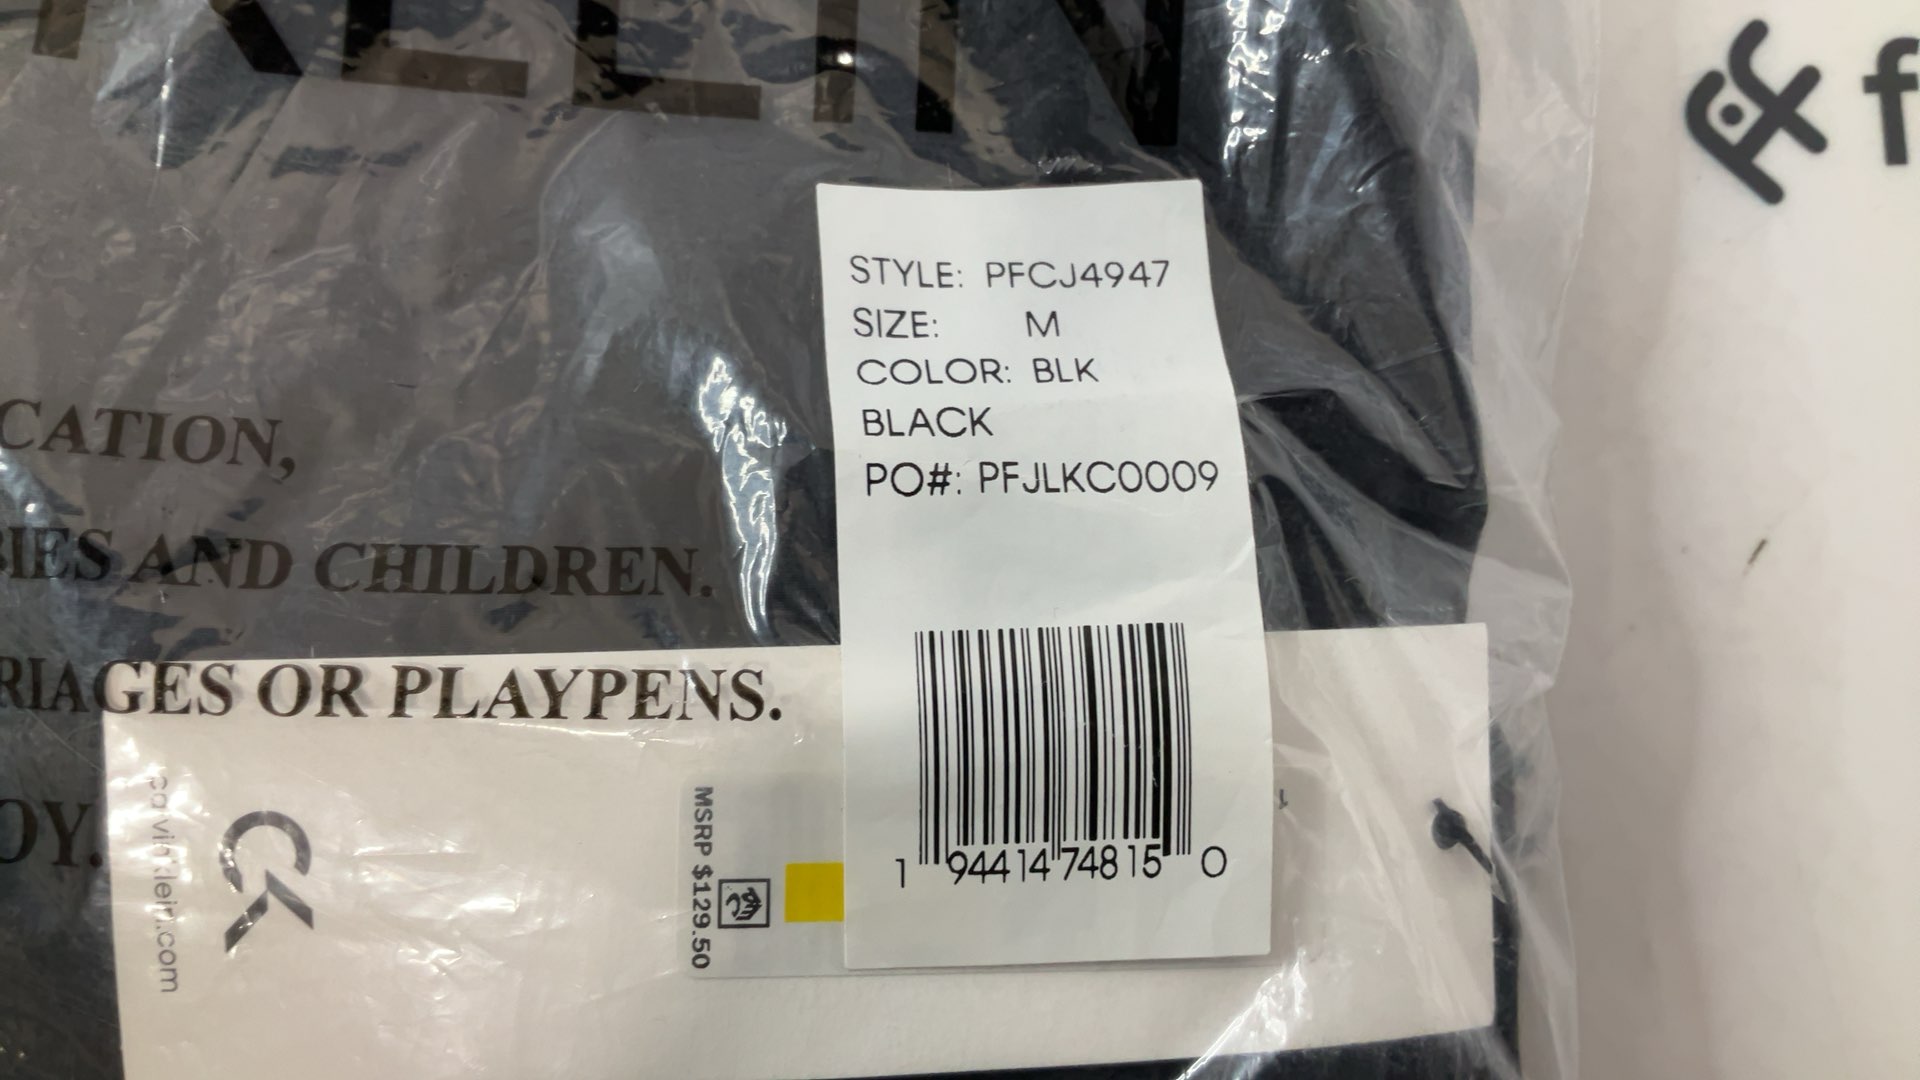 KLEIN
STYLE: PFCJ4947
SIZE: M
COLOR: BLK
BLACK
PO#: PFJLKC0009
CATION,
BIES AND CHILDREN.
RIAGES OR PLAYPENS.
OY.
calvinklein.com
CK
MSRP $129.50
1 94414 74815 0
f